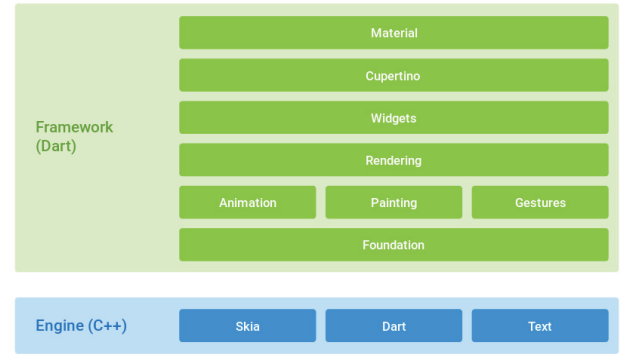 Material
Cupertino
Widgets
Framework
(Dart)
Rendering
Animation Painting Gestures
Foundation
Engine (C++) Skia Dart Text